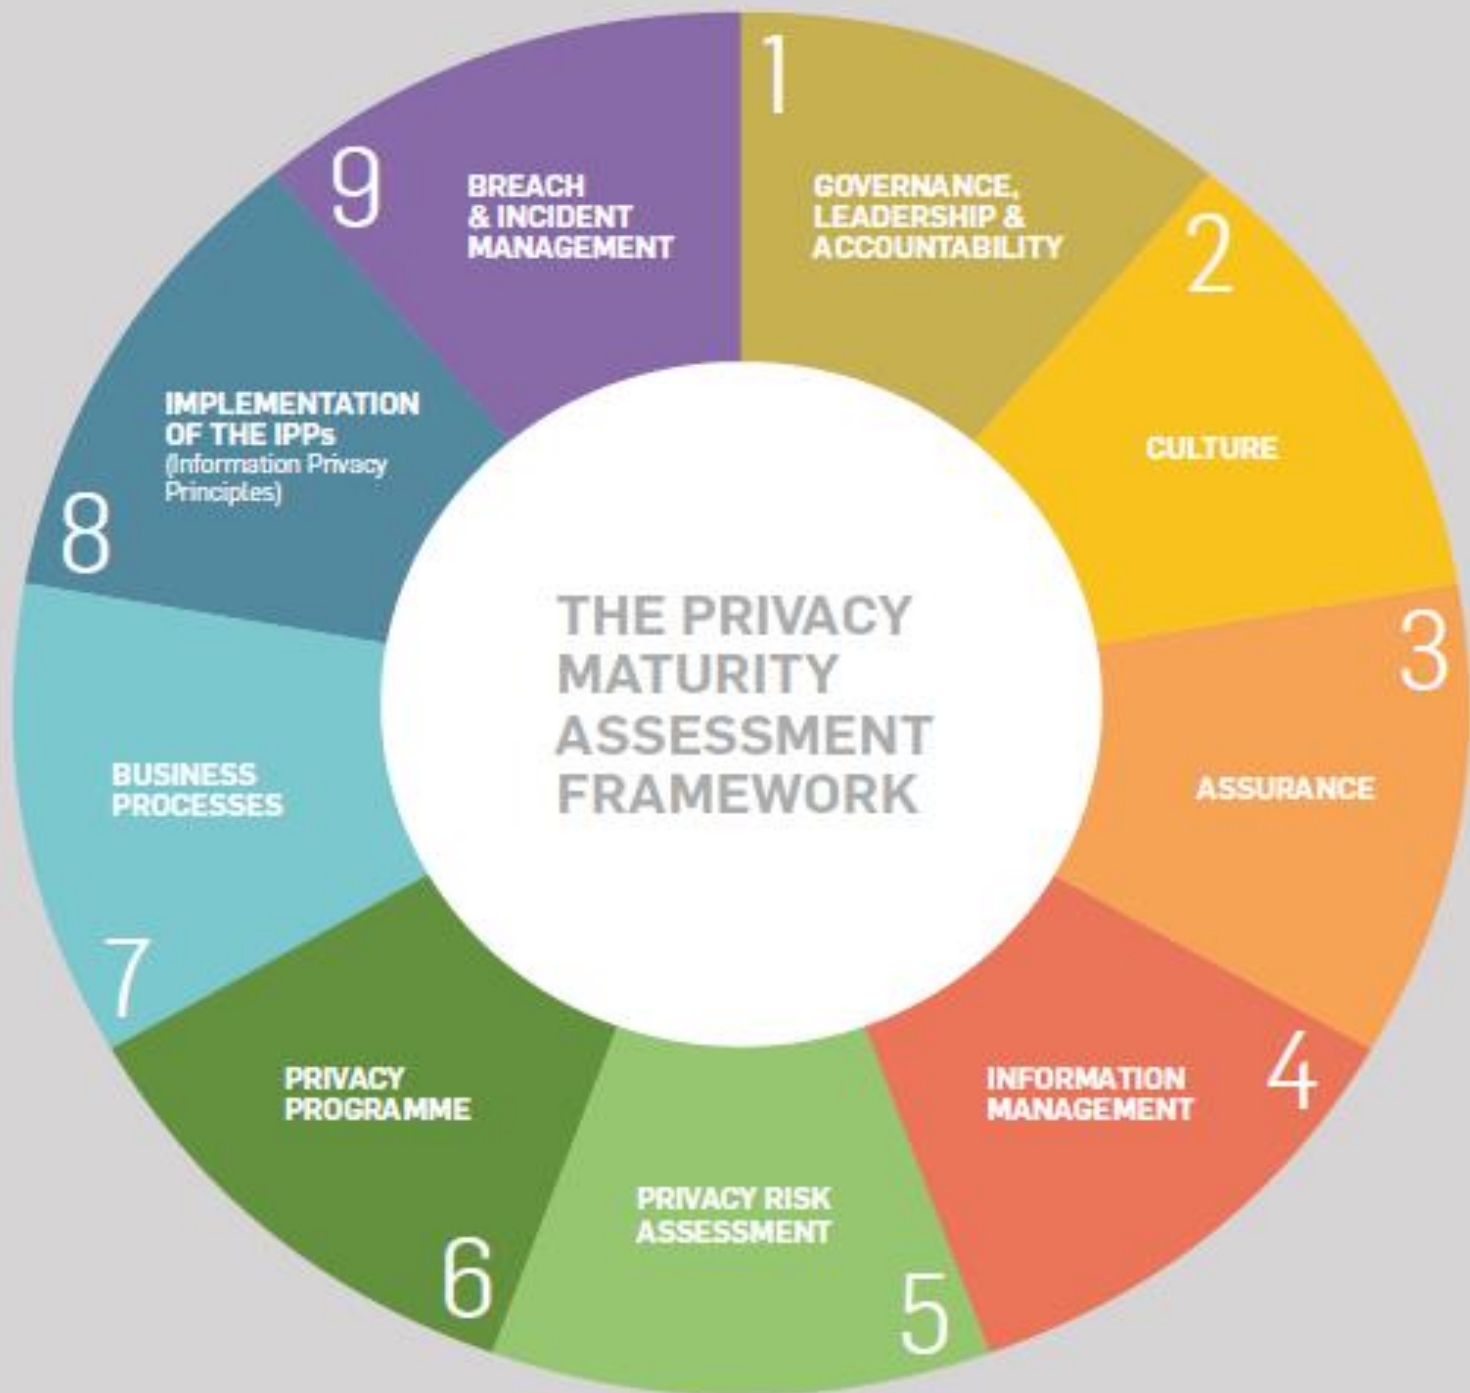 THE PRIVACY
MATURITY
ASSESSMENT
FRAMEWORK
1
GOVERNANCE,
LEADERSHIP &
ACCOUNTABILITY
2
CULTURE
3
ASSURANCE
4
INFORMATION
MANAGEMENT
5
PRIVACY RISK
ASSESSMENT
6
PRIVACY
PROGRAMME
7
BUSINESS
PROCESSES
8
IMPLEMENTATION
OF THE IPPs
(Information Privacy
Principles)
9
BREACH
& INCIDENT
MANAGEMENT